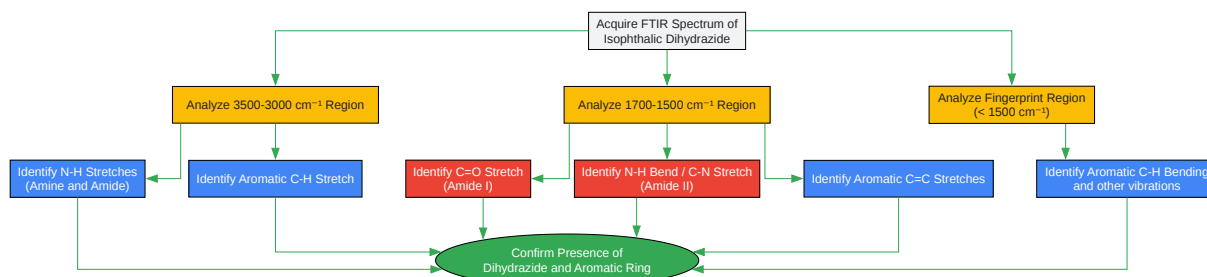 Acquire FTIR Spectrum of
Isophthalic Dihydrazide
Analyze 3500-3000 cm⁻¹ Region
Analyze 1700-1500 cm⁻¹ Region
Analyze Fingerprint Region
(< 1500 cm⁻¹)
Identify N-H Stretches
(Amine and Amide)
Identify Aromatic C-H Stretch
Identify C=O Stretch
(Amide I)
Identify N-H Bend / C-N Stretch
(Amide II)
Identify Aromatic C=C Stretches
Identify Aromatic C-H Bending
and other vibrations
Confirm Presence of
Dihydrazide and Aromatic Ring